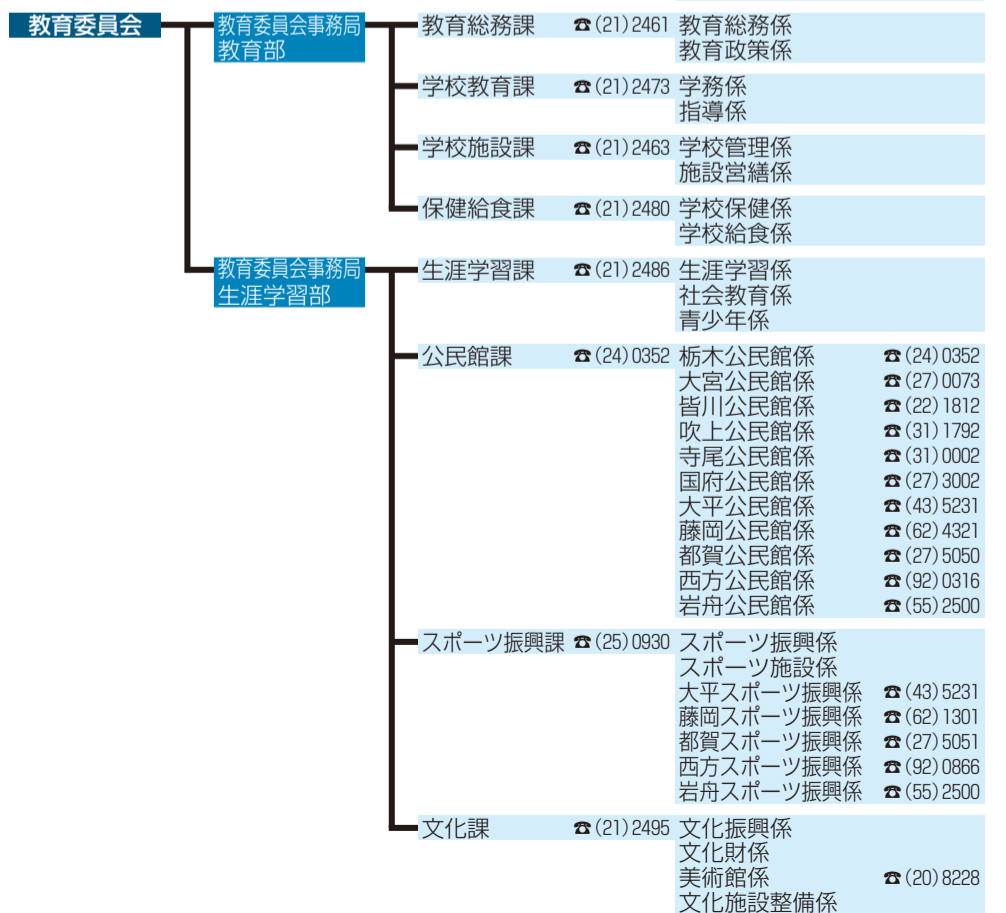 教育委員会
教育委員会事務局
教育部
教育総務課 ☎(21)2461 教育総務係
教育政策係
学校教育課 ☎(21)2473 学務係
指導係
学校施設課 ☎(21)2463 学校管理係
施設営繕係
保健給食課 ☎(21)2480 学校保健係
学校給食係
教育委員会事務局
生涯学習部
生涯学習課 ☎(21)2486 生涯学習係
社会教育係
青少年係
公民館課 ☎(24)0352 栃木公民館係 ☎(24)0352
大宮公民館係 ☎(27)0073
皆川公民館係 ☎(22)1812
吹上公民館係 ☎(31)1792
寺尾公民館係 ☎(31)0002
国府公民館係 ☎(27)3002
大平公民館係 ☎(43)5231
藤岡公民館係 ☎(62)4321
都賀公民館係 ☎(27)5050
西方公民館係 ☎(92)0316
岩舟公民館係 ☎(55)2500
スポーツ振興課 ☎(25)0930 スポーツ振興係
スポーツ施設係
大平スポーツ振興係 ☎(43)5231
藤岡スポーツ振興係 ☎(62)1301
都賀スポーツ振興係 ☎(27)5051
西方スポーツ振興係 ☎(92)0866
岩舟スポーツ振興係 ☎(55)2500
文化課 ☎(21)2495 文化振興係
文化財係
美術館係 ☎(20)8228
文化施設整備係